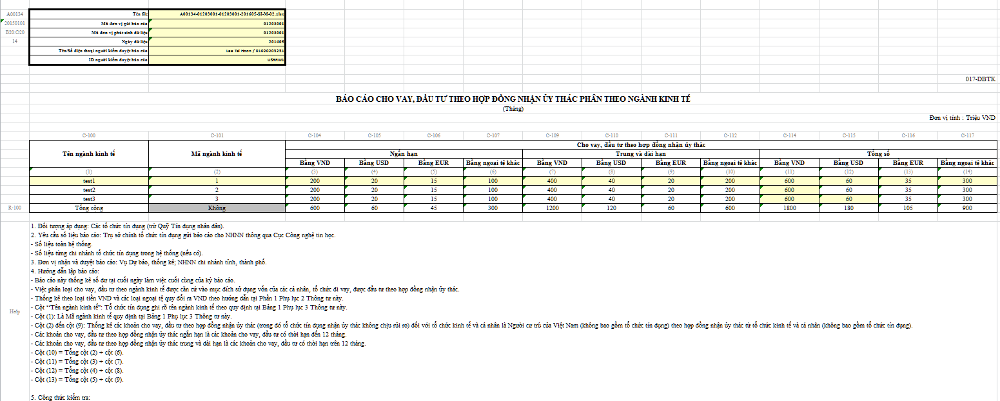 A00134 Tên file A00134-01203001-01203001-201605-SI-M-02.xlsx
20150101 Mã đơn vị gửi báo cáo 01203001
B20:O20 Mã đơn vị phát sinh dữ liệu 01203001
14 Ngày dữ liệu 201605
Tên/Số điện thoại người kiểm duyệt báo cáo Lee Tai Hoon / 01020203231
ID người kiểm duyệt báo cáo USRRW1
017-DBTK
BÁO CÁO CHO VAY, ĐẦU TƯ THEO HỢP ĐỒNG NHẬN ỦY THÁC PHÂN THEO NGÀNH KINH TẾ
(Tháng)
Đơn vị tính : Triệu VND
C-100 C-101 C-104 C-105 C-106 C-107 C-109 C-110 C-111 C-112 C-114 C-115 C-116 C-117
Cho vay, đầu tư theo hợp đồng nhận ủy thác
Tên ngành kinh tế Mã ngành kinh tế Ngắn hạn Trung và dài hạn Tổng số
Bằng VND Bằng USD Bằng EUR Bằng ngoại tệ khác Bằng VND Bằng USD Bằng EUR Bằng ngoại tệ khác Bằng VND Bằng USD Bằng EUR Bằng ngoại tệ khác
(1) (2) (3) (4) (5) (6) (7) (8) (9) (10) (11) (12) (13) (14)
test1 1 200 20 15 100 400 40 20 200 600 60 35 300
test2 2 200 20 15 100 400 40 20 200 600 60 35 300
test3 3 200 20 15 100 400 40 20 200 600 60 35 300
R-100 Tổng cộng Không 600 60 45 300 1200 120 60 600 1800 180 105 900
1. Đối tượng áp dụng: Các tổ chức tín dụng (trừ Quỹ Tín dụng nhân dân).
2. Yêu cầu số liệu báo cáo: Trụ sở chính tổ chức tín dụng gửi báo cáo cho NHNN thông qua Cục Công nghệ tin học.
- Số liệu toàn hệ thống.
- Số liệu từng chi nhánh tổ chức tín dụng trong hệ thống (nếu có).
3. Đơn vị nhận và duyệt báo cáo: Vụ Dự báo, thống kê; NHNN chi nhánh tỉnh, thành phố.
4. Hướng dẫn lập báo cáo:
- Báo cáo này thống kê số dư tại cuối ngày làm việc cuối cùng của kỳ báo cáo.
- Việc phân loại cho vay, đầu tư theo ngành kinh tế được căn cứ vào mục đích sử dụng vốn của các cá nhân, tổ chức đi vay, được đầu tư theo hợp đồng nhận ủy thác.
- Thống kê theo loại tiền VND và các loại ngoại tệ quy đổi ra VND theo hướng dẫn tại Phần 1 Phụ lục 2 Thông tư này.
- Cột “Tên ngành kinh tế”: Tổ chức tín dụng ghi rõ tên ngành kinh tế theo quy định tại Bảng 1 Phụ lục 3 Thông tư này.
Help
- Cột (1): Là Mã ngành kinh tế quy định tại Bảng 1 Phụ lục 3 Thông tư này.
- Cột (2) đến cột (9): Thống kê các khoản cho vay, đầu tư theo hợp đồng nhận ủy thác (trong đó tổ chức tín dụng nhận ủy thác không chịu rủi ro) đối với tổ chức kinh tế và cá nhân là Người cư trú của Việt Nam (không bao gồm tổ chức tín dụng) theo hợp đồng nhận ủy thác từ tổ chức kinh tế và cá nhân (không bao gồm tổ chức tín dụng).
- Các khoản cho vay, đầu tư theo hợp đồng nhận ủy thác ngắn hạn là các khoản cho vay, đầu tư có thời hạn đến 12 tháng.
- Các khoản cho vay, đầu tư theo hợp đồng nhận ủy thác trung và dài hạn là các khoản cho vay, đầu tư có thời hạn trên 12 tháng.
- Cột (10) = Tổng cột (2) + cột (6).
- Cột (11) = Tổng cột (3) + cột (7).
- Cột (12) = Tổng cột (4) + cột (8).
- Cột (13) = Tổng cột (5) + cột (9).
5. Công thức kiểm tra: